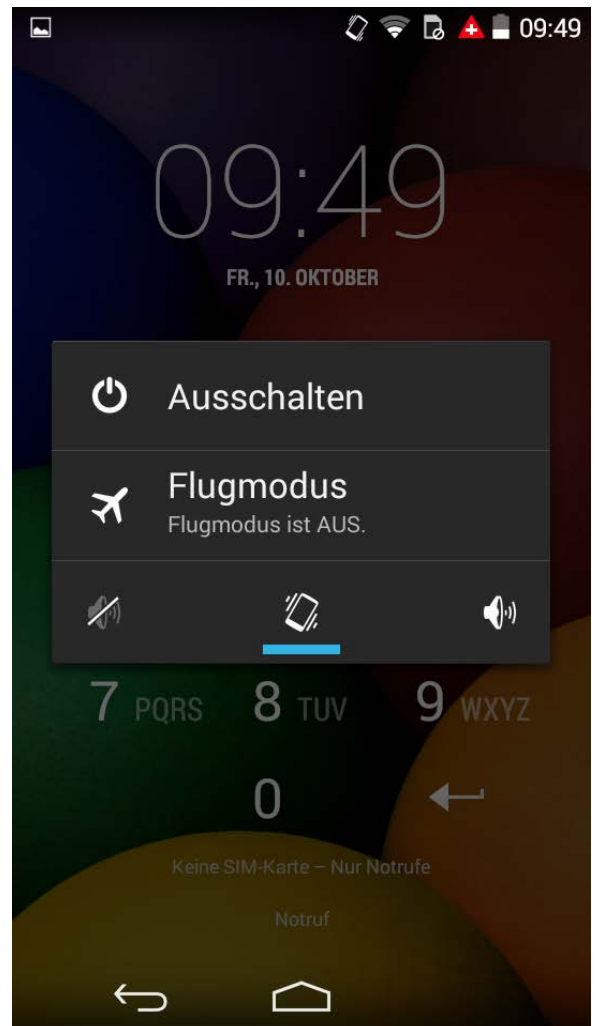 09:49
09:49
FR., 10. OKTOBER
Ausschalten
Flugmodus
Flugmodus ist AUS.
7 PQRS 8 TUV 9 WXYZ
0
Keine SIM-Karte – Nur Notrufe
Notruf